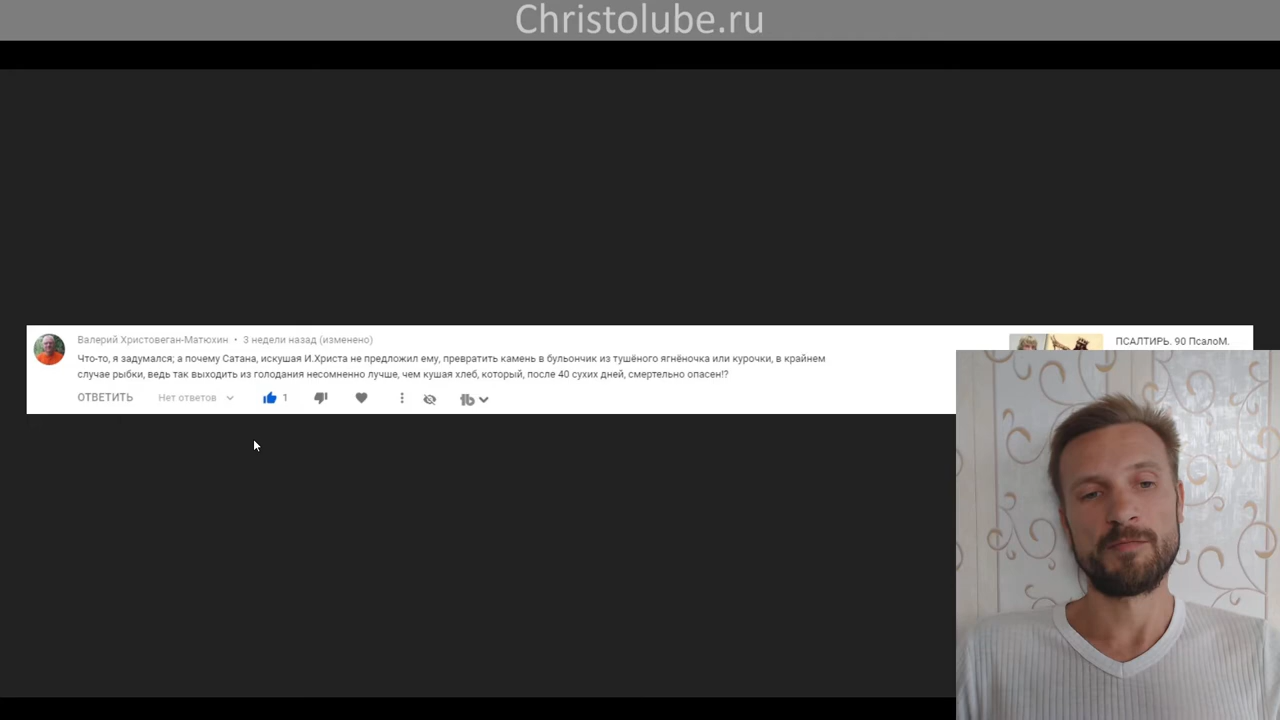 Christolube.ru
Валерий Христовеган-Матюхин • 3 недели назад (изменено)
Что-то, я задумался; а почему Сатана, искушая И.Христа не предложил ему, превратить камень в бульончик из тушёного ягнёночка или курочки, в крайнем
случае рыбки, ведь так выходить из голодания несомненно лучше, чем кушая хлеб, который, после 40 сухих дней, смертельно опасен!?
ОТВЕТИТЬ Нет ответов 1
ПСАЛТИРЬ. 90 ПсалоМ.